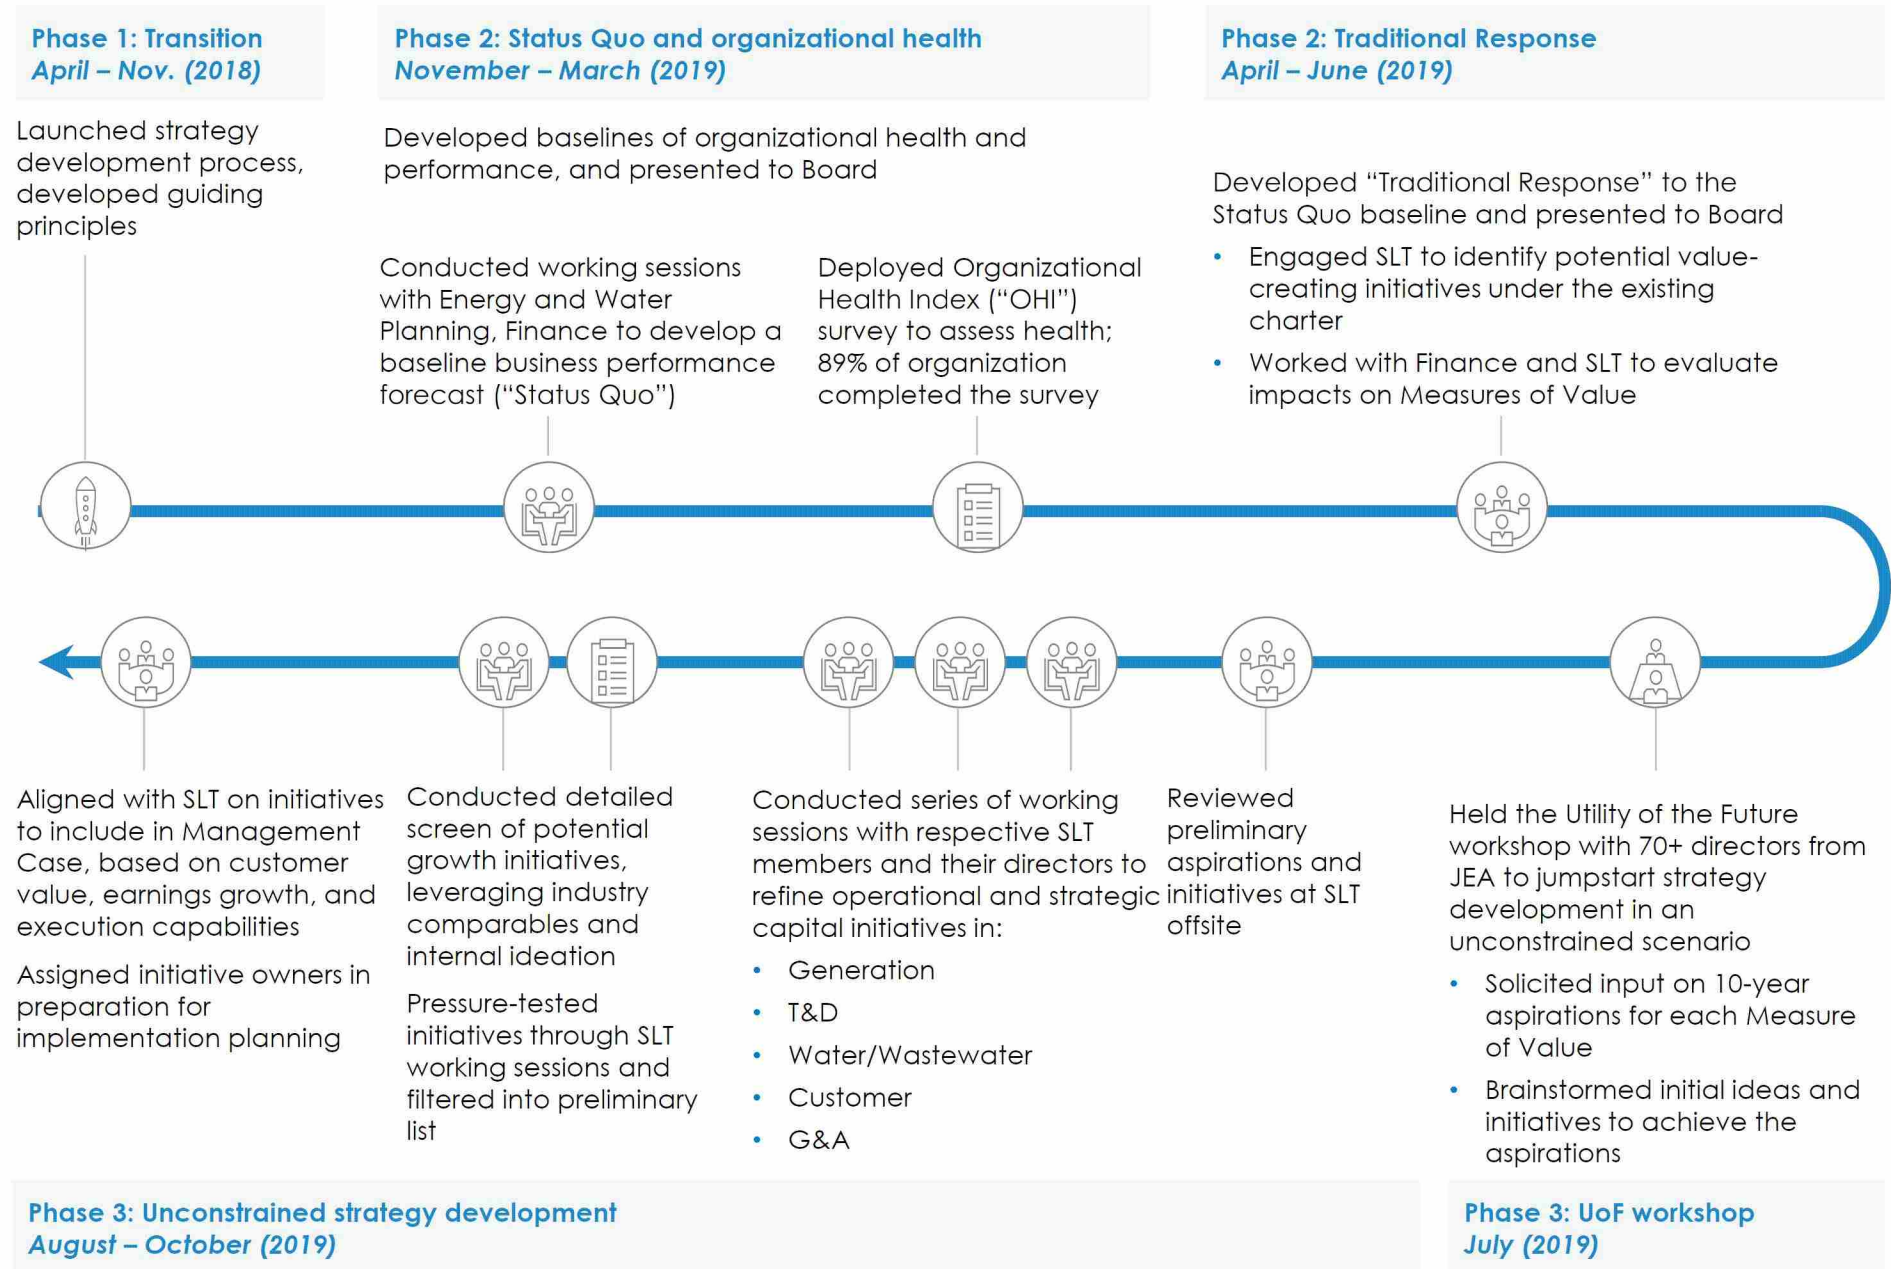 Phase 1: Transition
April – Nov. (2018)
Phase 2: Status Quo and organizational health
November – March (2019)
Phase 2: Traditional Response
April – June (2019)
Launched strategy
development process,
developed guiding
principles
Developed baselines of organizational health and
performance, and presented to Board
Conducted working sessions
with Energy and Water
Planning, Finance to develop a
baseline business performance
forecast (“Status Quo”)
Deployed Organizational
Health Index (“OHI”)
survey to assess health;
89% of organization
completed the survey
Developed “Traditional Response” to the
Status Quo baseline and presented to Board
• Engaged SLT to identify potential value-
creating initiatives under the existing
charter
• Worked with Finance and SLT to evaluate
impacts on Measures of Value
Held the Utility of the Future
workshop with 70+ directors from
JEA to jumpstart strategy
development in an
unconstrained scenario
• Solicited input on 10-year
aspirations for each Measure
of Value
• Brainstormed initial ideas and
initiatives to achieve the
aspirations
Reviewed
preliminary
aspirations and
initiatives at SLT
offsite
Conducted series of working
sessions with respective SLT
members and their directors to
refine operational and strategic
capital initiatives in:
• Generation
• T&D
• Water/Wastewater
• Customer
• G&A
Conducted detailed
screen of potential
growth initiatives,
leveraging industry
comparables and
internal ideation
Pressure-tested
initiatives through SLT
working sessions and
filtered into preliminary
list
Aligned with SLT on initiatives
to include in Management
Case, based on customer
value, earnings growth, and
execution capabilities
Assigned initiative owners in
preparation for
implementation planning
Phase 3: Unconstrained strategy development
August – October (2019)
Phase 3: UoF workshop
July (2019)